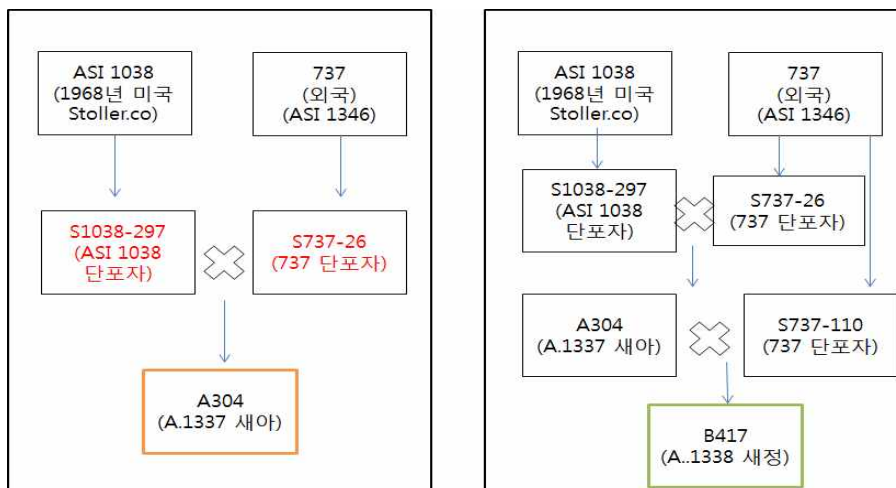 ASI 1038
(1968년 미국
Stoller.co)
737
(외국)
(ASI 1346)
S1038-297
(ASI 1038
단포자)
S737-26
(737 단포자)
A304
(A.1337 새아)
ASI 1038
(1968년 미국
Stoller.co)
737
(외국)
(ASI 1346)
S1038-297
(ASI 1038
단포자)
S737-26
(737 단포자)
A304
(A.1337 새아)
S737-110
(737 단포자)
B417
(A..1338 새정)